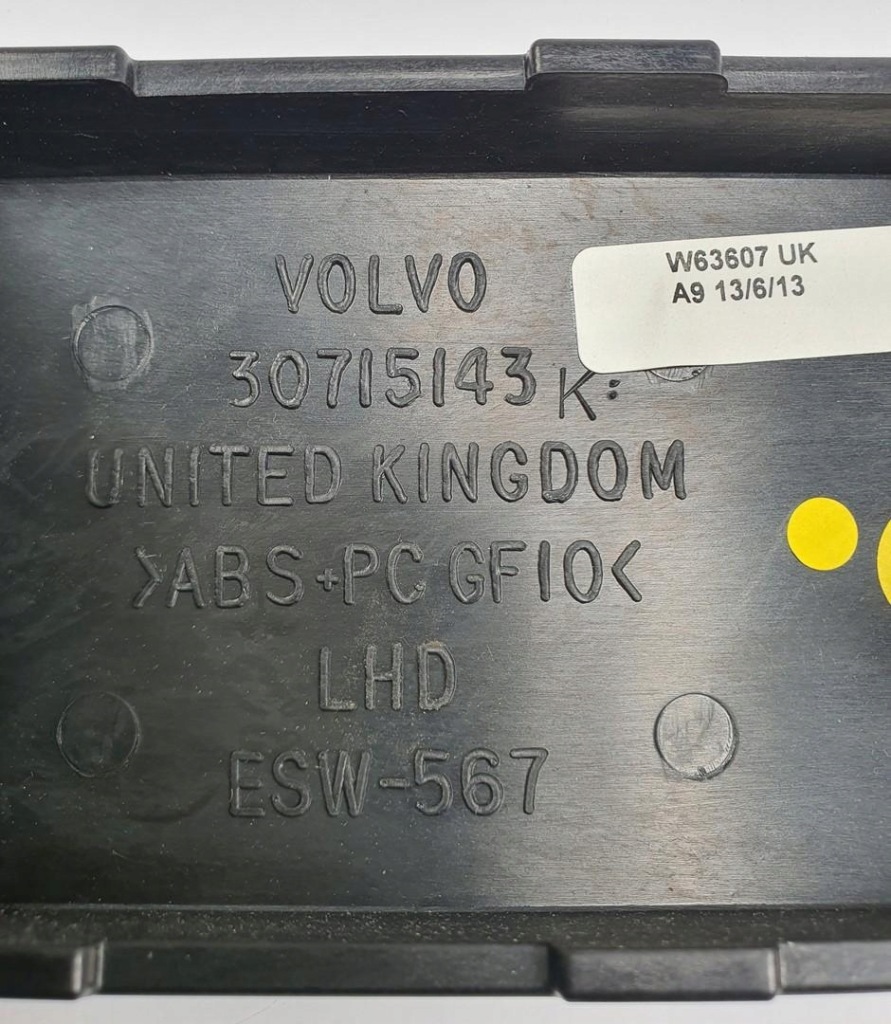 VOLVO
W63607 UK
A9 13/6/13
30715143 K:
UNITED KINGDOM
>ABS+PC GF10<
LHD
ESW-567